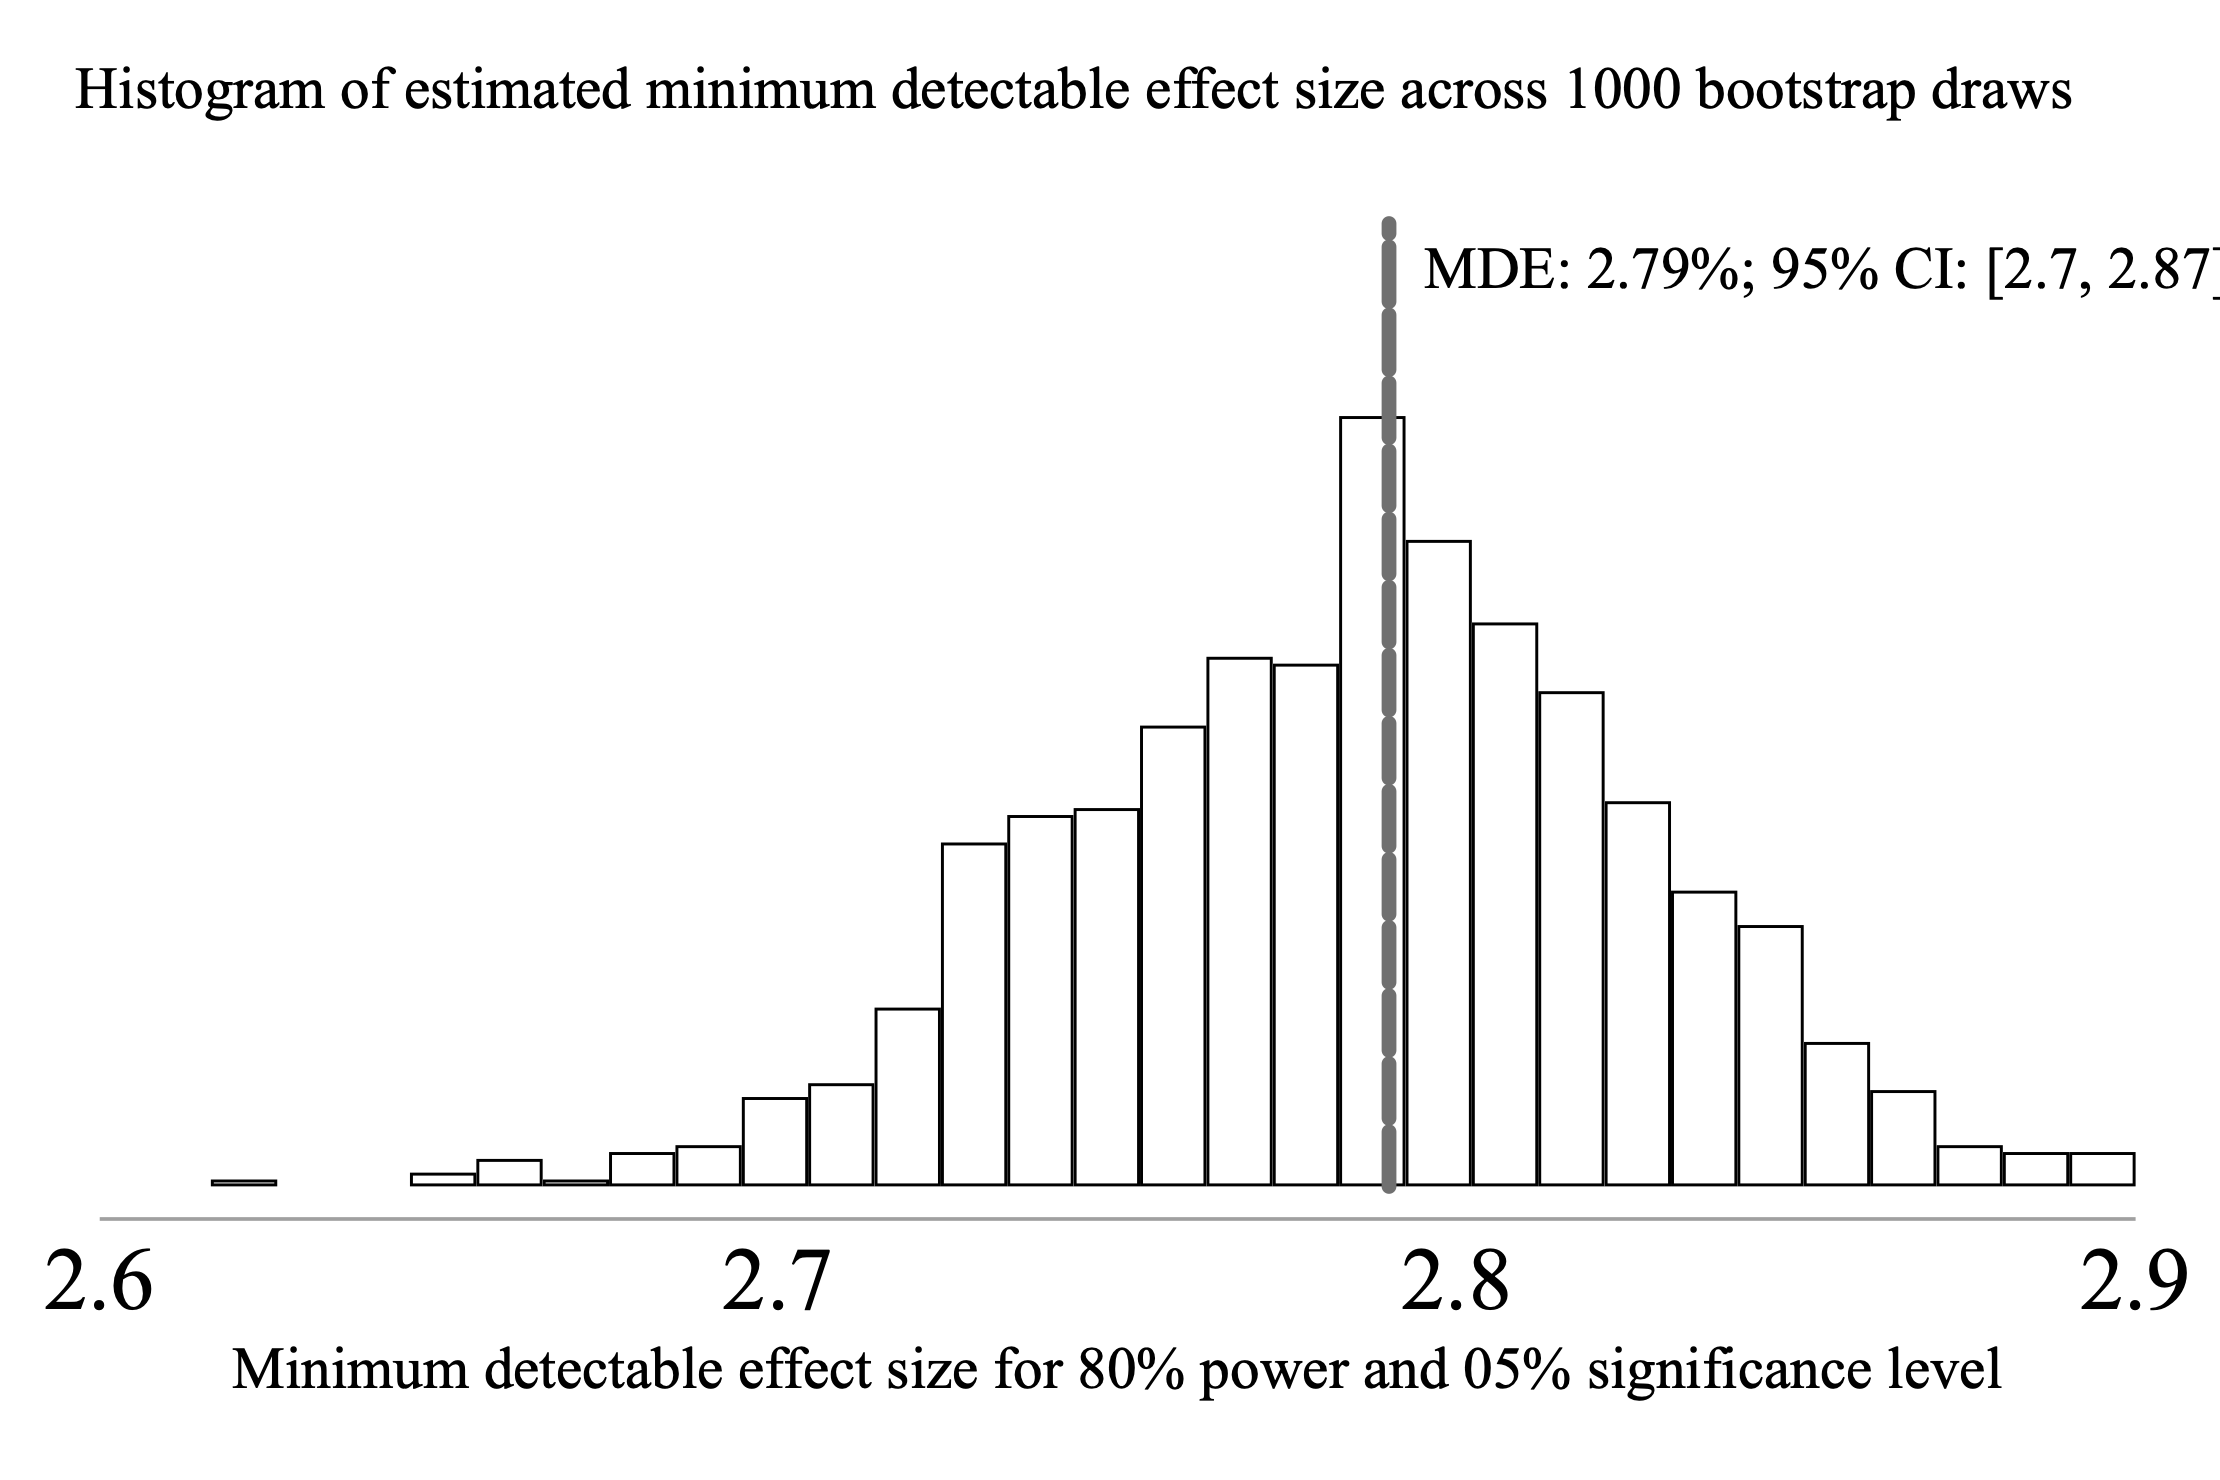 Histogram of estimated minimum detectable effect size across 1000 bootstrap draws
MDE: 2.79%; 95% CI: [2.7, 2.87]
2.6 2.7 2.8 2.9
Minimum detectable effect size for 80% power and 05% significance level